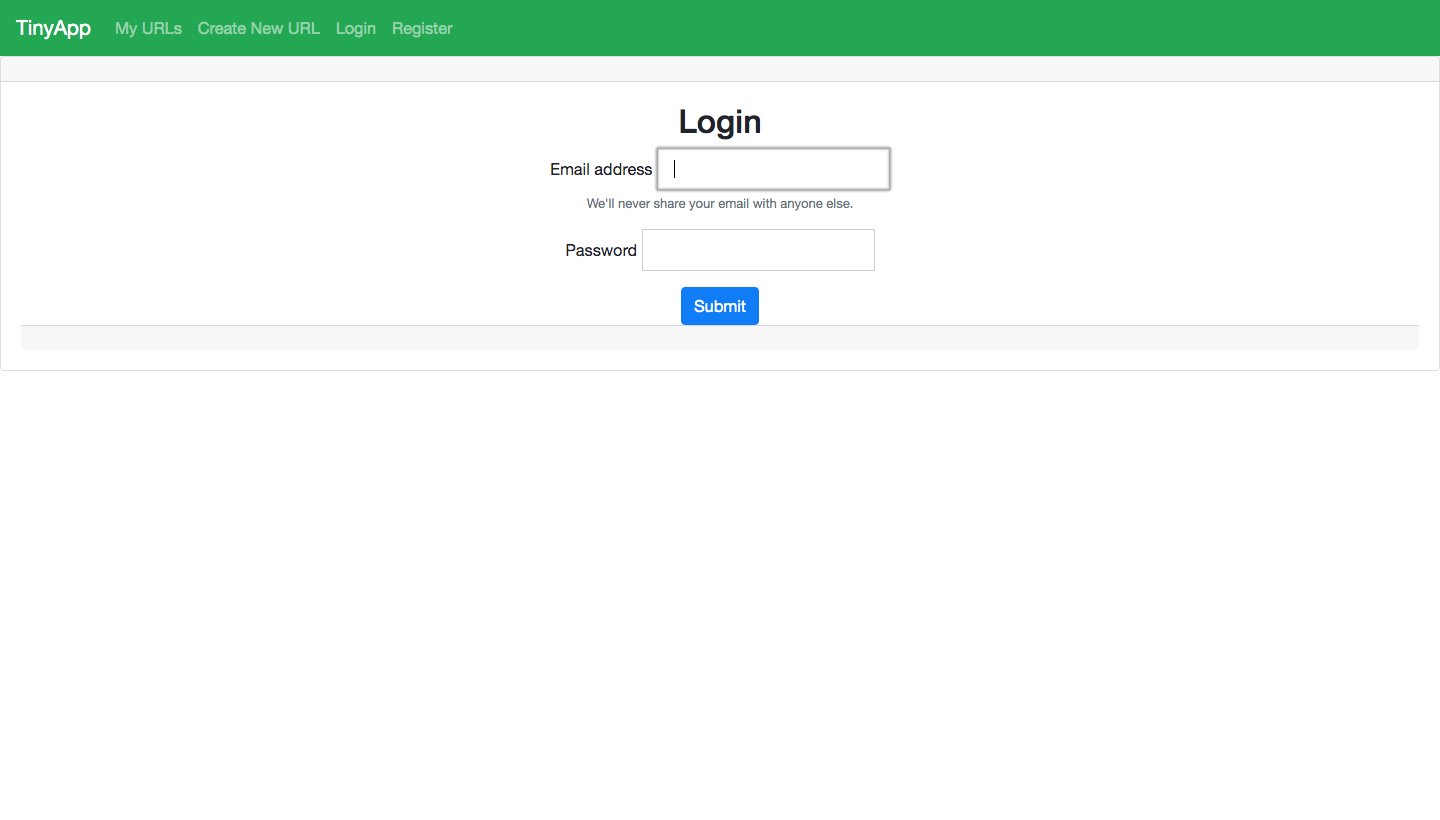 TinyApp My URLs Create New URL Login Register
Login
Email address
We'll never share your email with anyone else.
Password
Submit